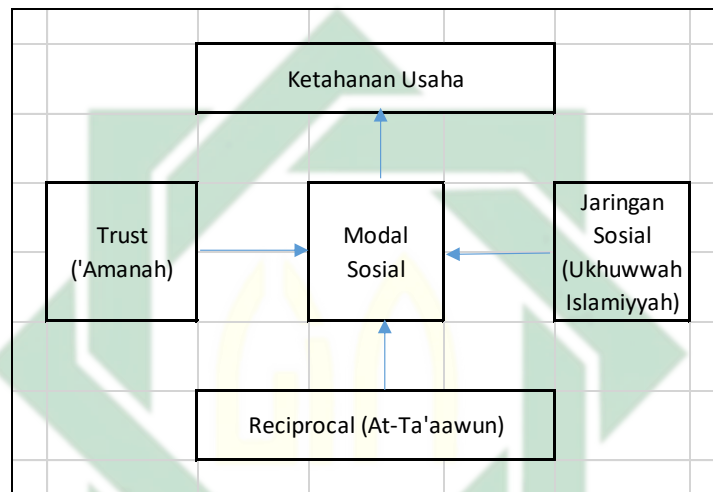 Ketahanan Usaha
Trust
('Amanah)
Modal
Sosial
Jaringan
Sosial
(Ukhuwwah
Islamiyyah)
Reciprocal (At-Ta'aawun)